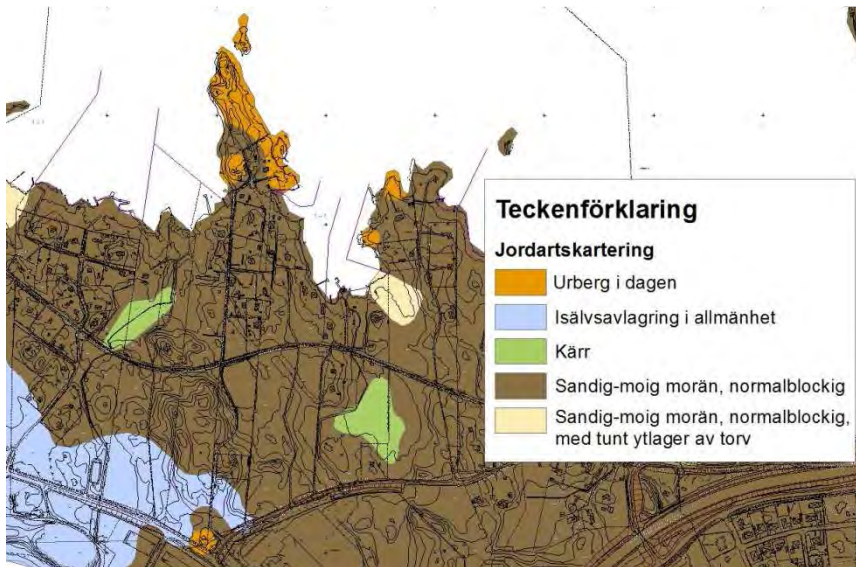 Teckenförklaring
Jordartskartering
Urberg i dagen
Isälvsavlagring i allmänhet
Kärr
Sandig-moig morän, normalblockig
Sandig-moig morän, normalblockig,
med tunt ytlager av torv